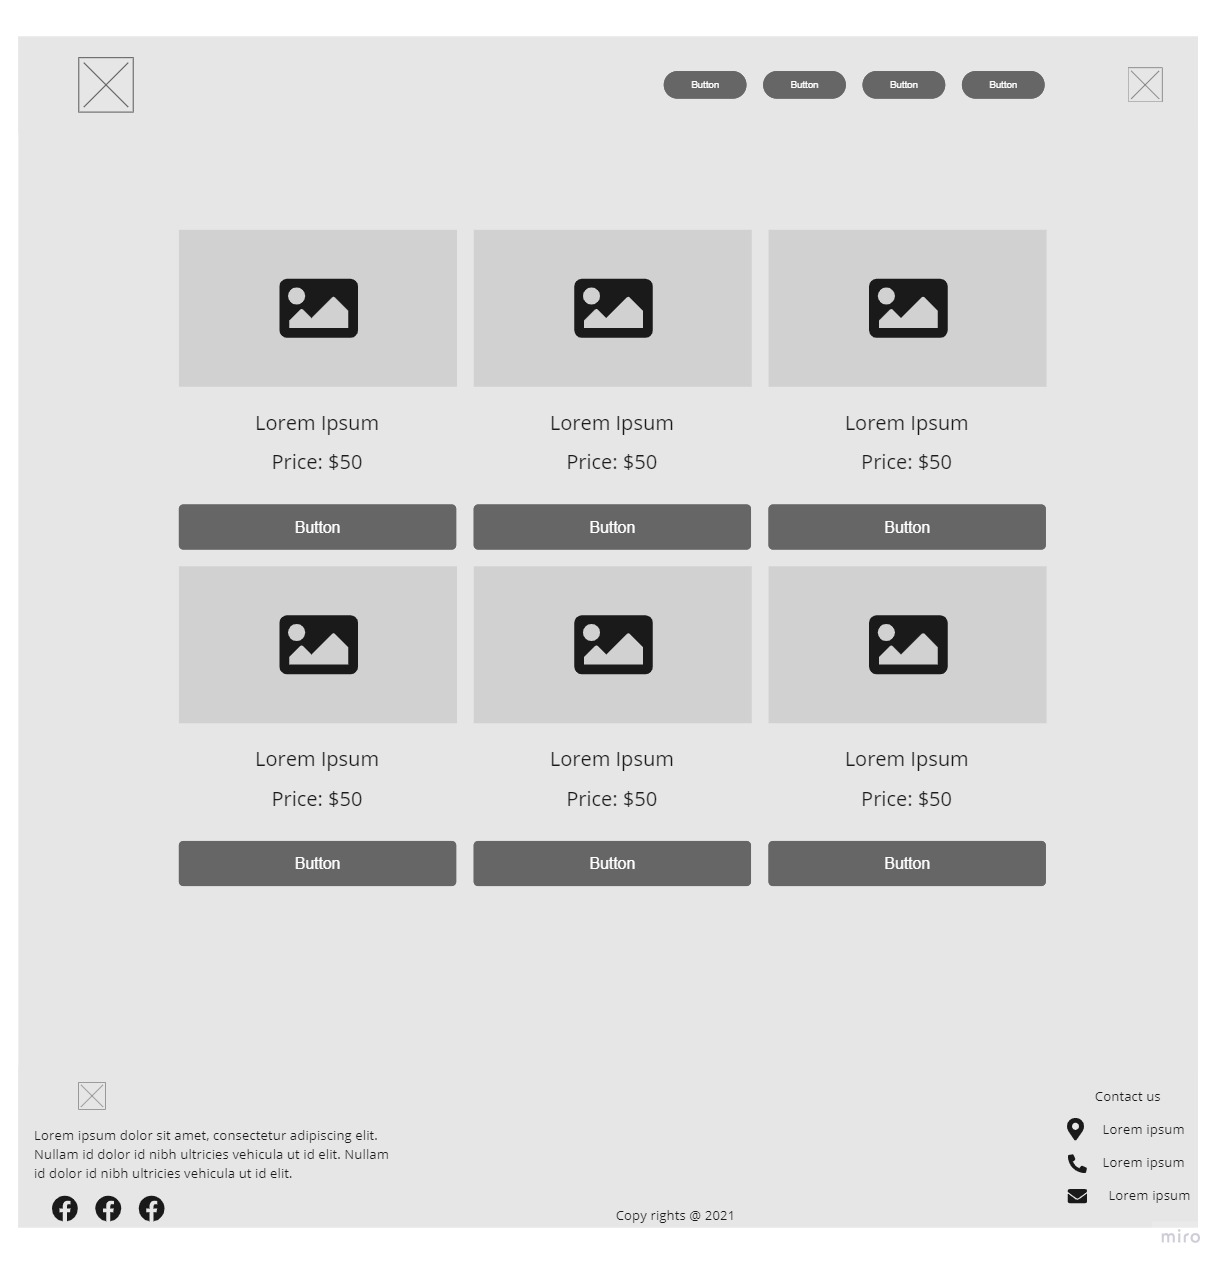 Button
Button
Button
Button
Lorem Ipsum
Lorem Ipsum
Lorem Ipsum
Price: $50
Price: $50
Price: $50
Button
Button
Button
Lorem Ipsum
Lorem Ipsum
Lorem Ipsum
Price: $50
Price: $50
Price: $50
Button
Button
Button
Lorem ipsum dolor sit amet, consectetur adipiscing elit.
Nullam id dolor id nibh ultricies vehicula ut id elit. Nullam
id dolor id nibh ultricies vehicula ut id elit.
Contact us
Lorem ipsum
Lorem ipsum
Lorem ipsum
Copy rights @ 2021
miro